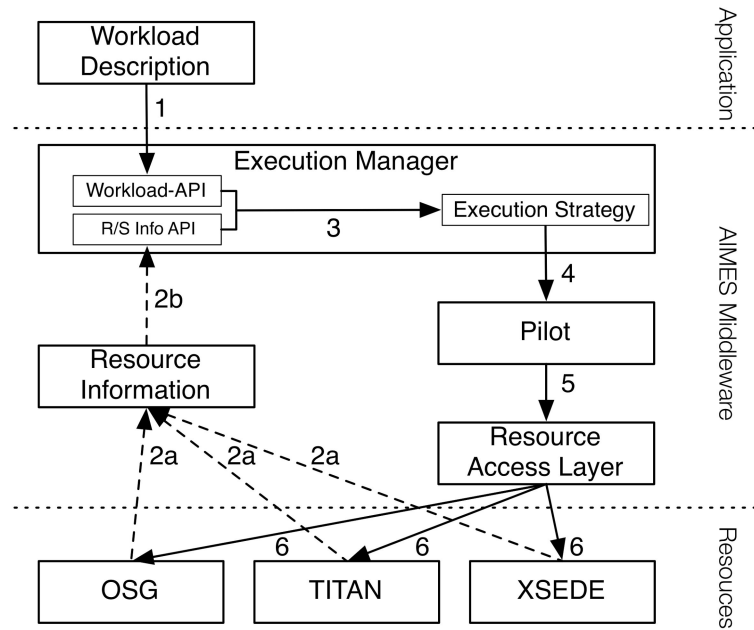 Workload
Description
Application
1
Execution Manager
Workload-API
R/S Info API
3
Execution Strategy
AIMES Middleware
2b
4
Pilot
Resource
Information
5
Resource
Access Layer
2a
2a
2a
6
6
6
OSG
TITAN
XSEDE
Resouces